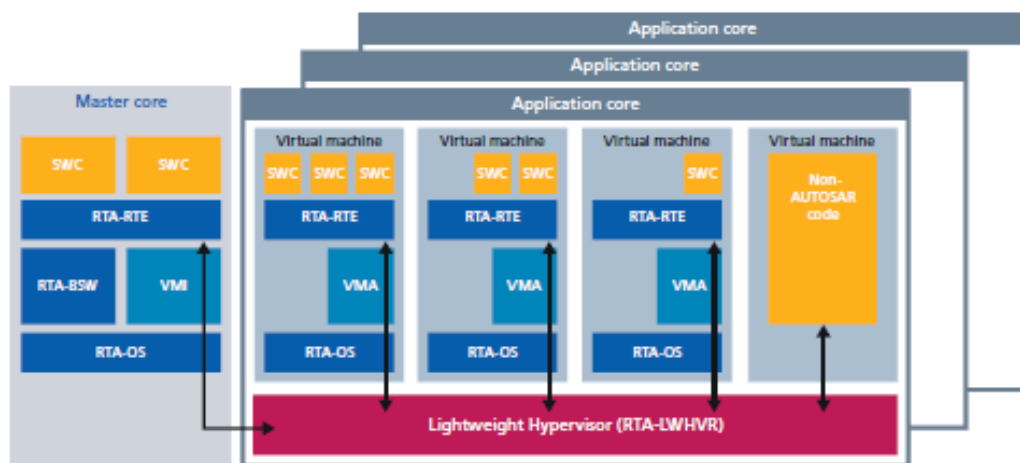 Application core
Application core
Application core
Master core
SWC SWC
RTA-RTE
RTA-BSW VMI
RTA-OS
Virtual machine
SWC SWC SWC
RTA-RTE
VMA
RTA-OS
Virtual machine
SWC SWC
RTA-RTE
VMA
RTA-OS
Virtual machine
SWC
RTA-RTE
VMA
RTA-OS
Virtual machine
Non-
AUTOSAR
code
Lightweight Hypervisor (RTA-LWHVR)